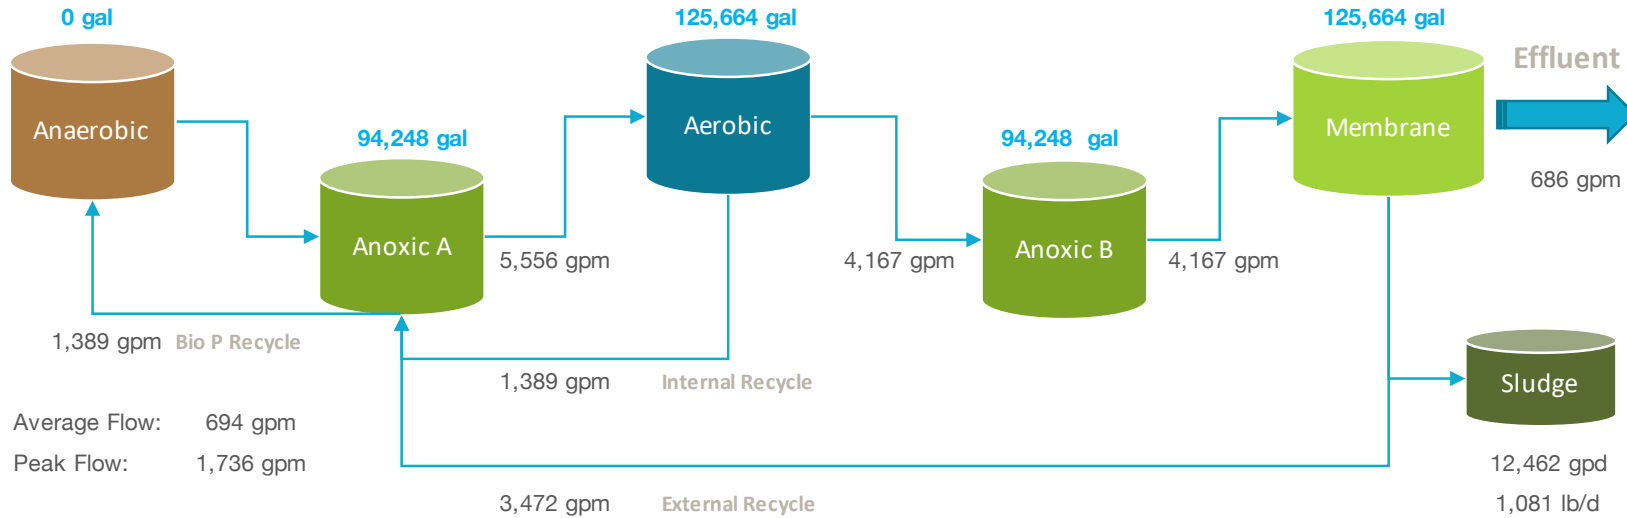 0 gal
125,664 gal
125,664 gal
Effluent
Anaerobic
Aerobic
Membrane
94,248 gal
94,248 gal
686 gpm
Anoxic A
Anoxic B
5,556 gpm
4,167 gpm
4,167 gpm
1,389 gpm Bio P Recycle
1,389 gpm Internal Recycle
Sludge
Average Flow: 694 gpm
Peak Flow: 1,736 gpm
12,462 gpd
3,472 gpm External Recycle
1,081 lb/d